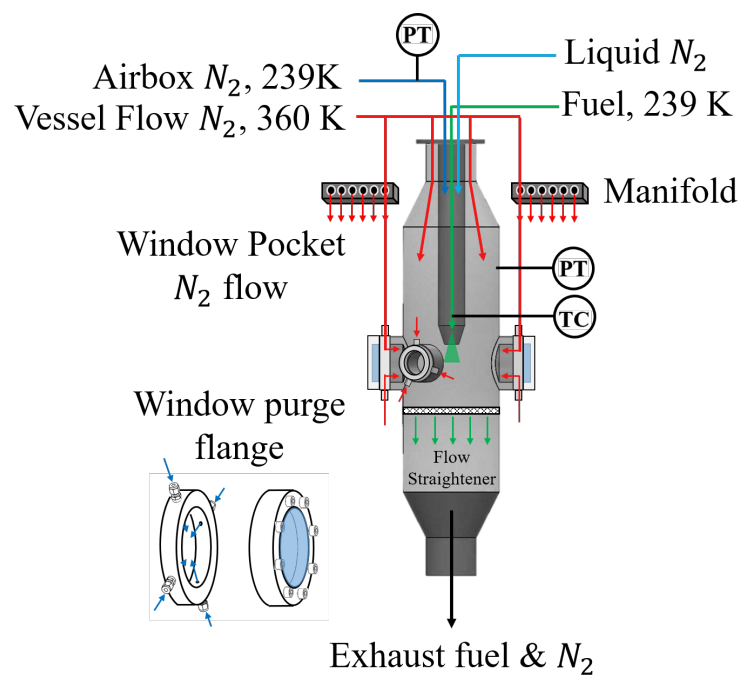 PT
Liquid N₂
Airbox N₂, 239K
Fuel, 239 K
Vessel Flow N₂, 360 K
Manifold
Window Pocket
N₂ flow
PT
TC
Window purge
flange
Flow
Straightener
Exhaust fuel & N₂